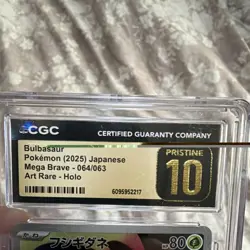 CGC
CERTIFIED GUARANTY COMPANY
Bulbasaur
Pokémon (2025) Japanese
Mega Brave - 064/063
Art Rare - Holo
6095952217
PRISTINE
10
フシギダネ
HP80